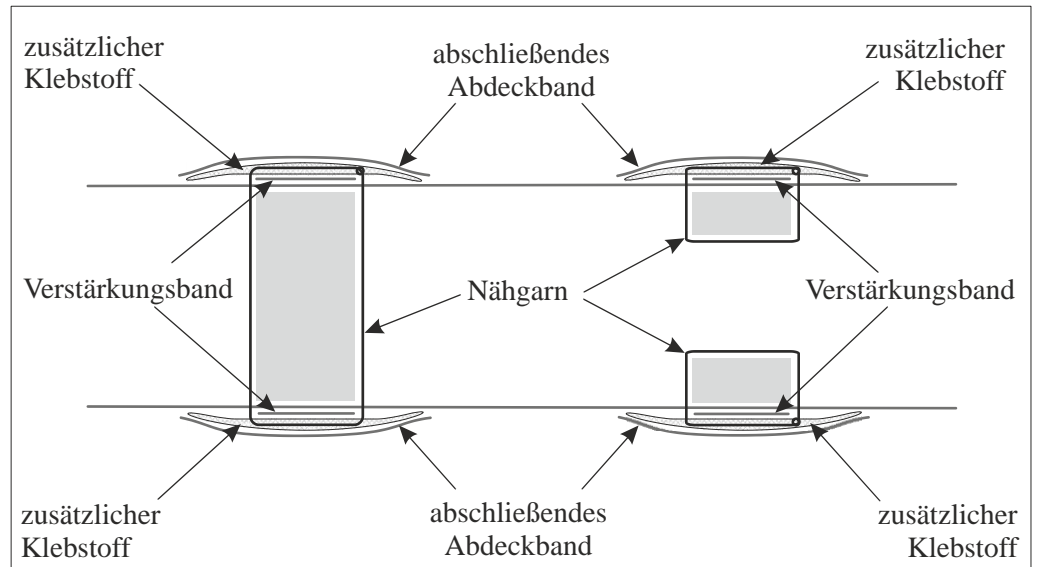 zusätzlicher
Klebstoff
abschließendes
Abdeckband
zusätzlicher
Klebstoff
Verstärkungsband
Nähgarn
Verstärkungsband
zusätzlicher
Klebstoff
abschließendes
Abdeckband
zusätzlicher
Klebstoff